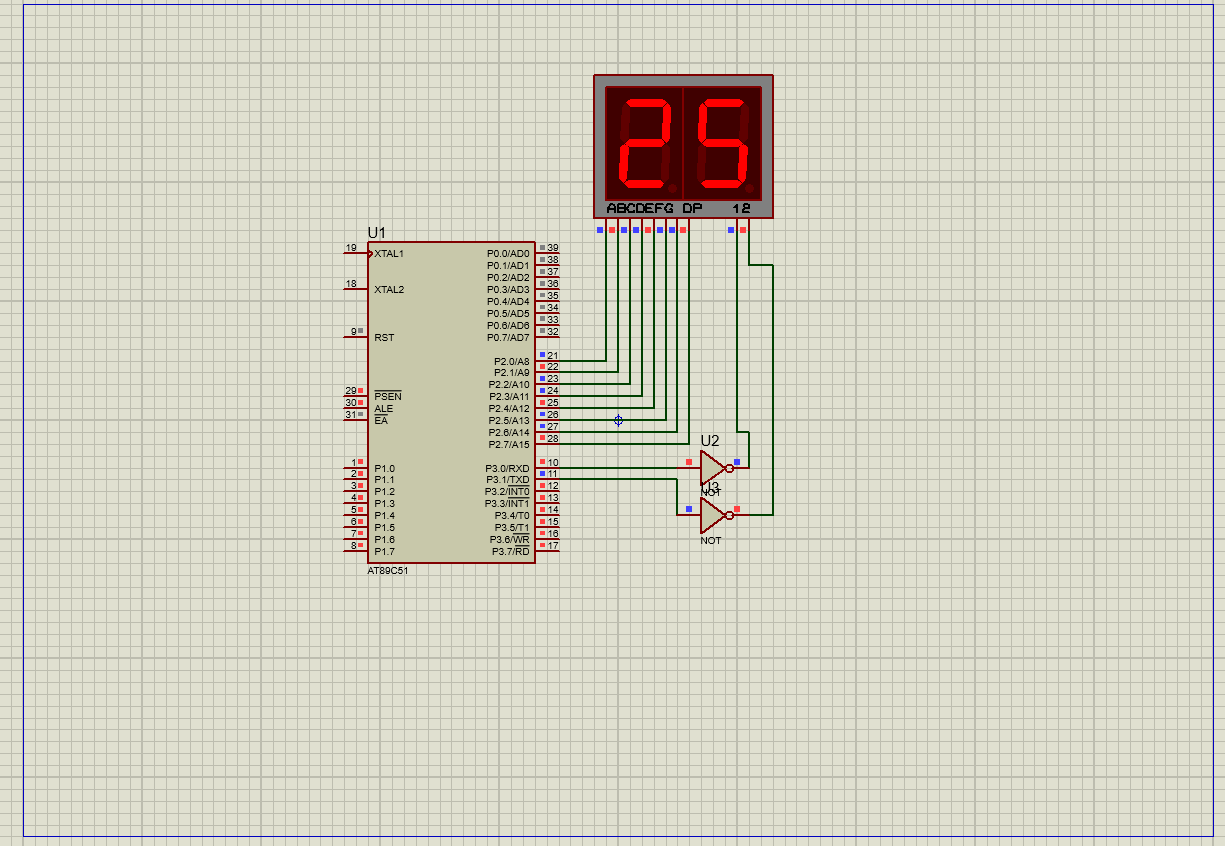 25
ABCDEFG DP 12
U1
19 XTAL1
18 XTAL2
9 RST
29 PSEN
30 ALE
31 EA
1 P1.0
2 P1.1
3 P1.2
4 P1.3
5 P1.4
6 P1.5
7 P1.6
8 P1.7
P0.0/AD0 39
P0.1/AD1 38
P0.2/AD2 37
P0.3/AD3 36
P0.4/AD4 35
P0.5/AD5 34
P0.6/AD6 33
P0.7/AD7 32
P2.0/A8 21
P2.1/A9 22
P2.2/A10 23
P2.3/A11 24
P2.4/A12 25
P2.5/A13 26
P2.6/A14 27
P2.7/A15 28
P3.0/RXD 10
P3.1/TXD 11
P3.2/INT0 12
P3.3/INT1 13
P3.4/T0 14
P3.5/T1 15
P3.6/WR 16
P3.7/RD 17
AT89C51
U2
NOT
U3
NOT